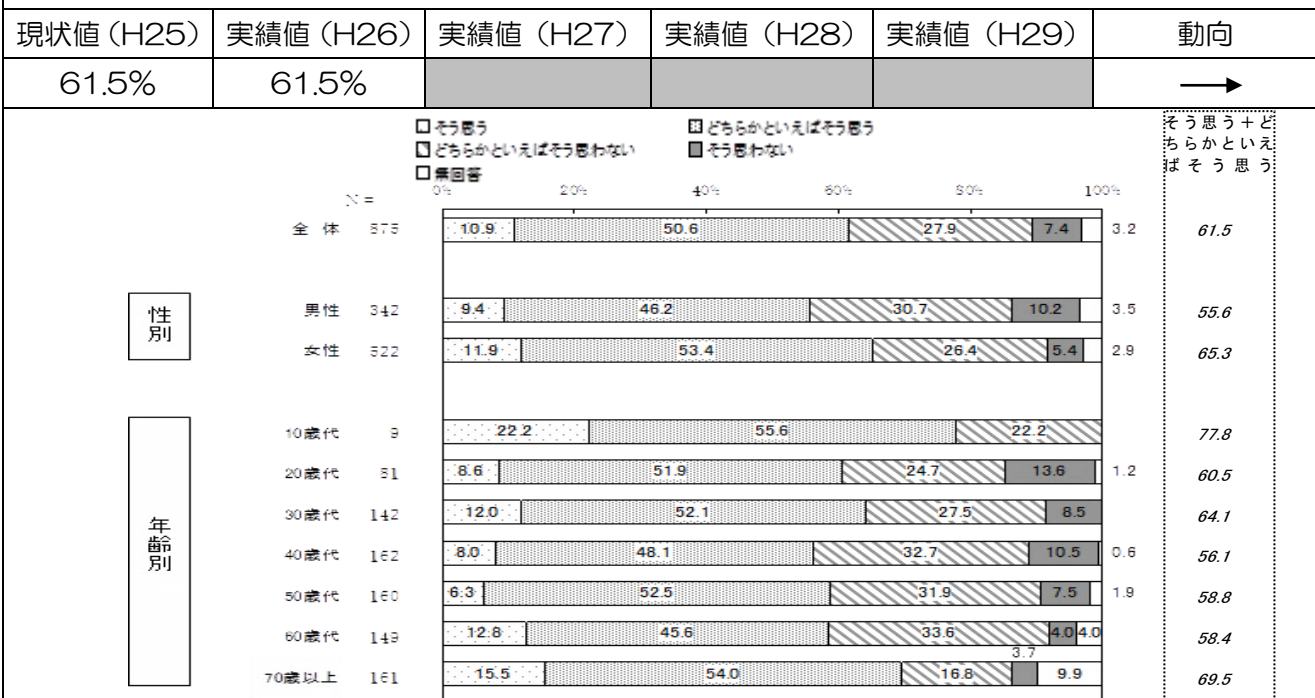 現状値（H25） 実績値（H26） 実績値（H27） 実績値（H28） 実績値（H29） 動向
61.5% 61.5% →
□そう思う どちらかといえばそう思う
どちらかといえばそう思わない そう思わない
□無回答
そう思う＋ど
ちらかといえ
ばそう思う
N =
0% 20% 40% 60% 80% 100%
全 体 875 10.9 50.6 27.9 7.4 3.2 61.5
性別
男性 342 9.4 46.2 30.7 10.2 3.5 55.6
女性 522 11.9 53.4 26.4 5.4 2.9 65.3
年齢別
10歳代 9 22.2 55.6 22.2 77.8
20歳代 81 8.6 51.9 24.7 13.6 1.2 60.5
30歳代 142 12.0 52.1 27.5 8.5 64.1
40歳代 162 8.0 48.1 32.7 10.5 0.6 56.1
50歳代 160 6.3 52.5 31.9 7.5 1.9 58.8
60歳代 149 12.8 45.6 33.6 4.0 4.0 58.4
70歳以上 161 15.5 54.0 16.8 3.7 9.9 69.5